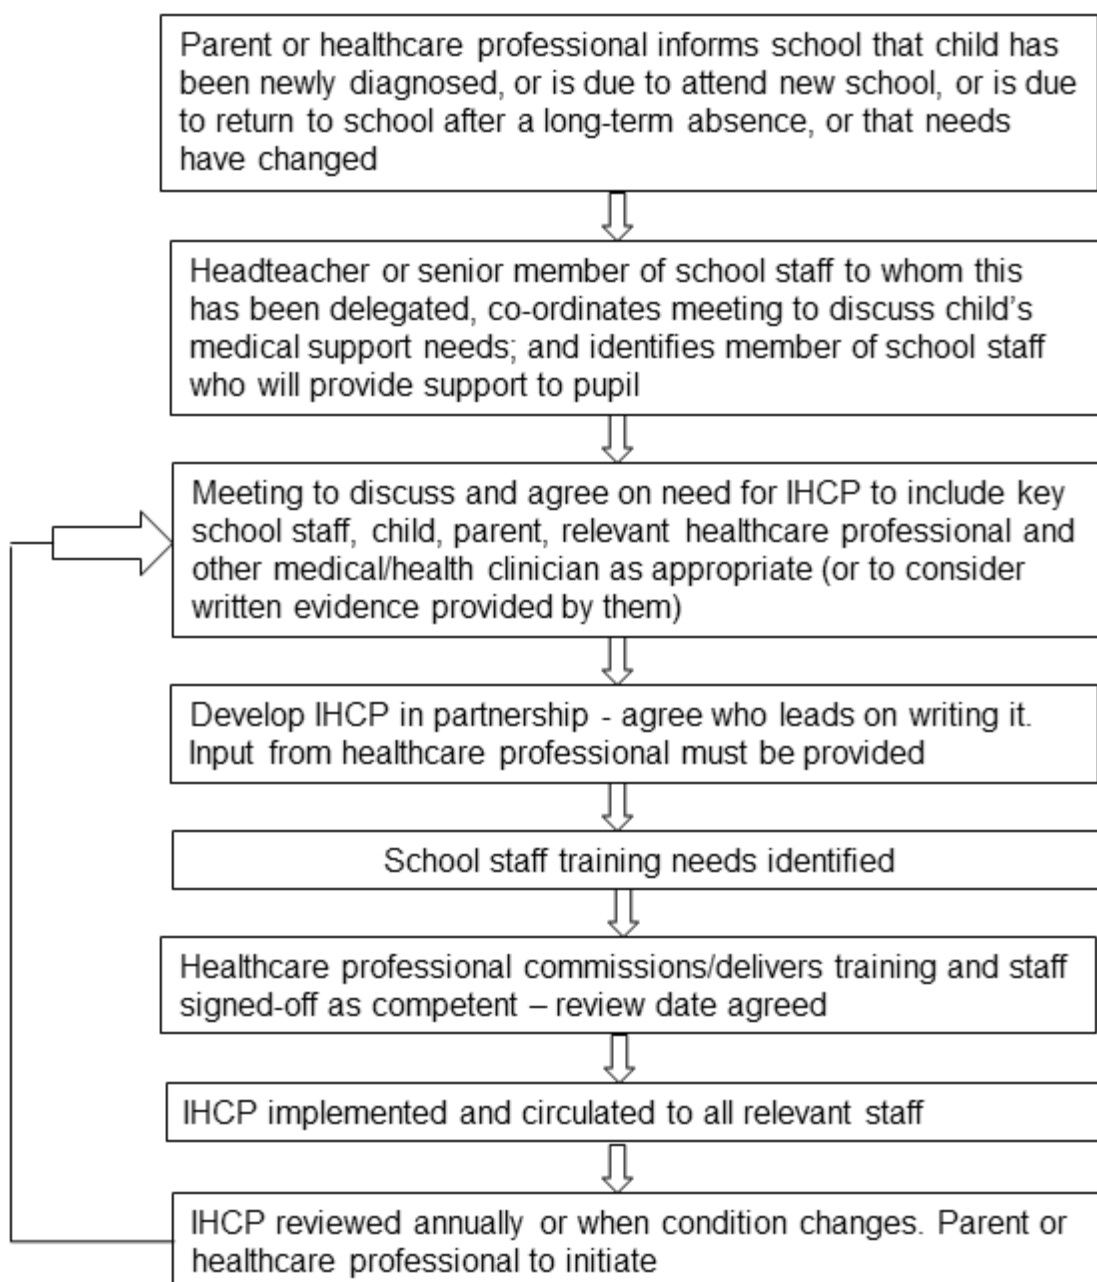 Parent or healthcare professional informs school that child has
been newly diagnosed, or is due to attend new school, or is due
to return to school after a long-term absence, or that needs
have changed
Headteacher or senior member of school staff to whom this
has been delegated, co-ordinates meeting to discuss child's
medical support needs; and identifies member of school staff
who will provide support to pupil
Meeting to discuss and agree on need for IHCP to include key
school staff, child, parent, relevant healthcare professional and
other medical/health clinician as appropriate (or to consider
written evidence provided by them)
Develop IHCP in partnership - agree who leads on writing it.
Input from healthcare professional must be provided
School staff training needs identified
Healthcare professional commissions/delivers training and staff
signed-off as competent – review date agreed
IHCP implemented and circulated to all relevant staff
IHCP reviewed annually or when condition changes. Parent or
healthcare professional to initiate